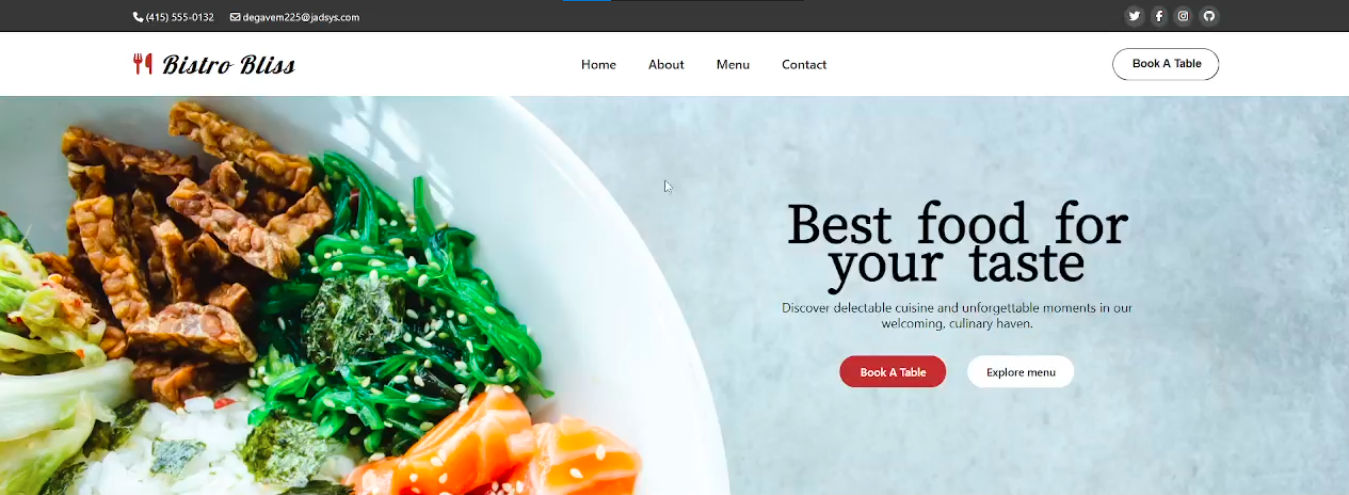 (415) 555-0132 degavem225@jadsys.com
Bistro Bliss Home About Menu Contact Book A Table
Best food for
your taste
Discover delectable cuisine and unforgettable moments in our
welcoming, culinary haven.
Book A Table Explore menu